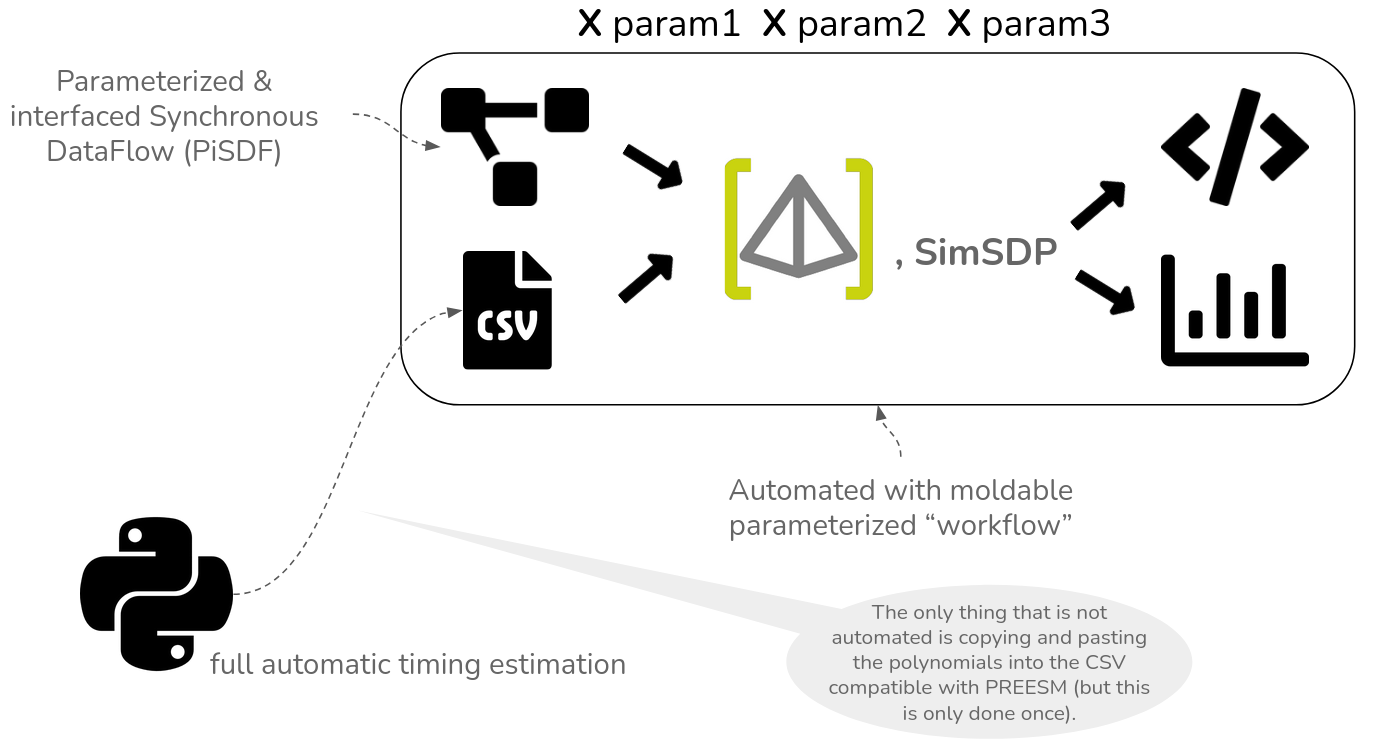 X param1 X param2 X param3
Parameterized &
interfaced Synchronous
DataFlow (PiSDF)
, SimSDP
CSV
Automated with moldable
parameterized “workflow”
full automatic timing estimation
The only thing that is not
automated is copying and pasting
the polynomials into the CSV
compatible with PREESM (but this
is only done once).